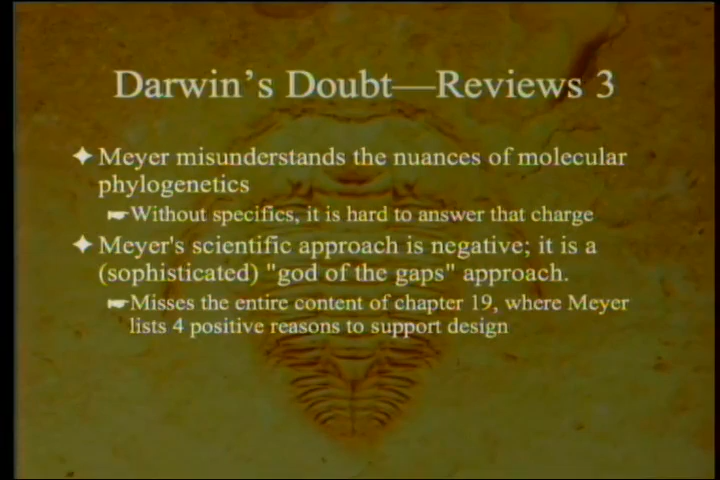 Darwin's Doubt—Reviews 3
Meyer misunderstands the nuances of molecular
phylogenetics
Without specifics, it is hard to answer that charge
Meyer's scientific approach is negative; it is a
(sophisticated) "god of the gaps" approach.
Misses the entire content of chapter 19, where Meyer
lists 4 positive reasons to support design